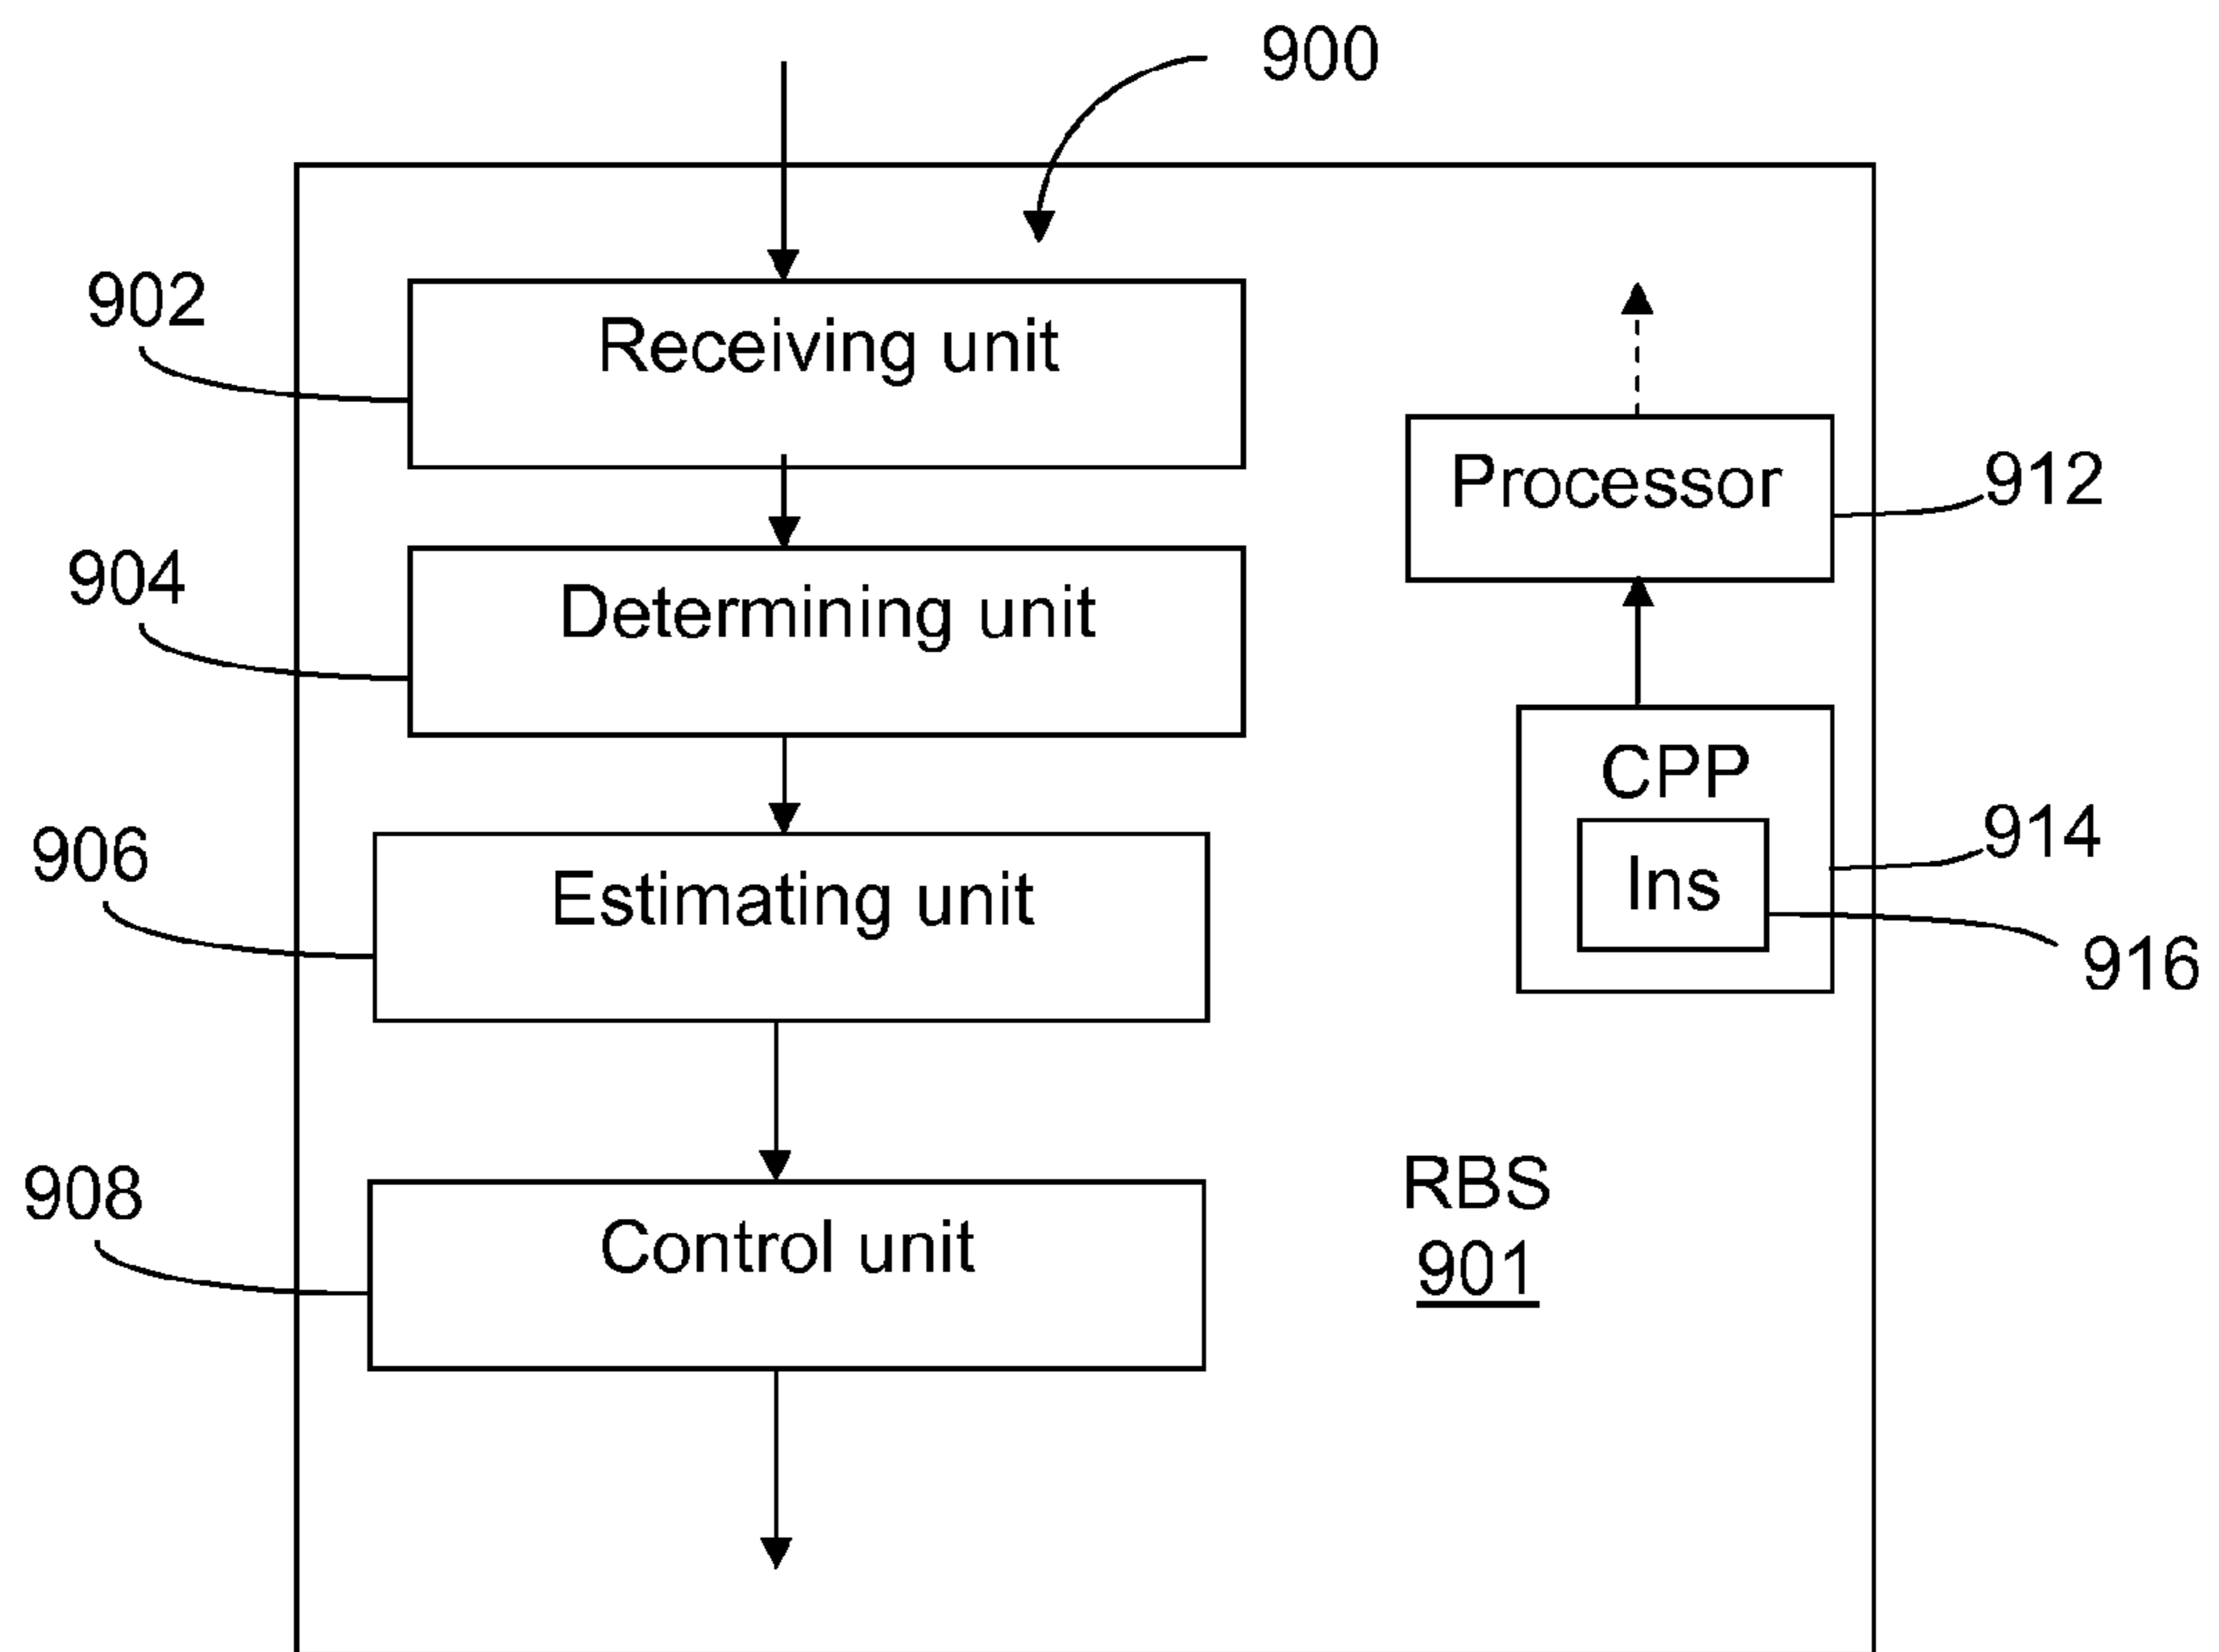 900
902
Receiving unit
Processor
912
904
Determining unit
CPP
914
906
Estimating unit
Ins
916
908
Control unit
RBS
901